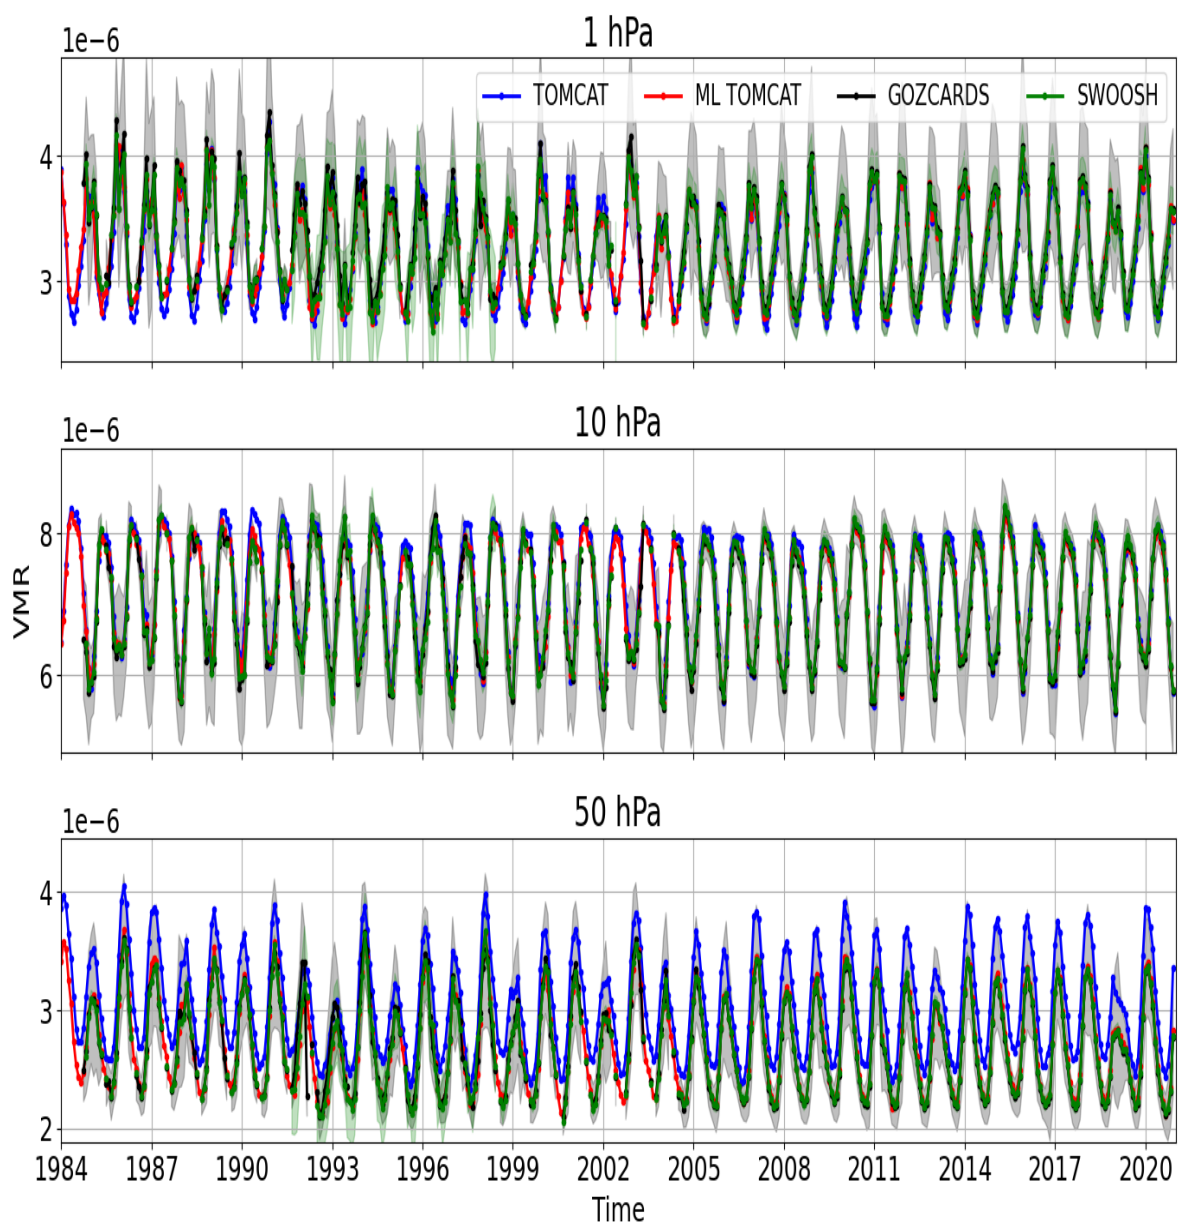 1 hPa
1e−6
TOMCAT ML TOMCAT GOZCARDS SWOOSH
4
3
10 hPa
1e−6
8
6
VMR
50 hPa
1e−6
4
3
2
1984 1987 1990 1993 1996 1999 2002 2005 2008 2011 2014 2017 2020
Time